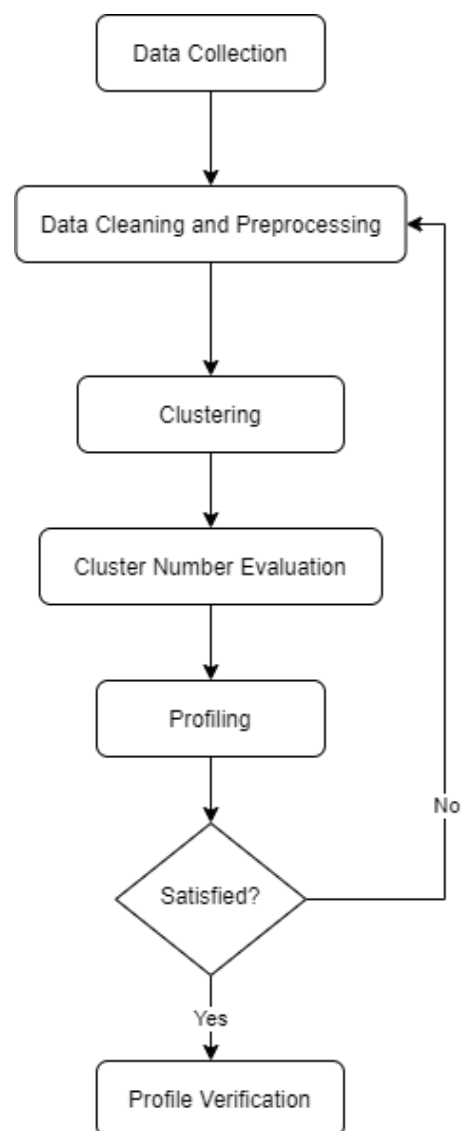 Data Collection
Data Cleaning and Preprocessing
Clustering
Cluster Number Evaluation
Profiling
No
Satisfied?
Yes
Profile Verification